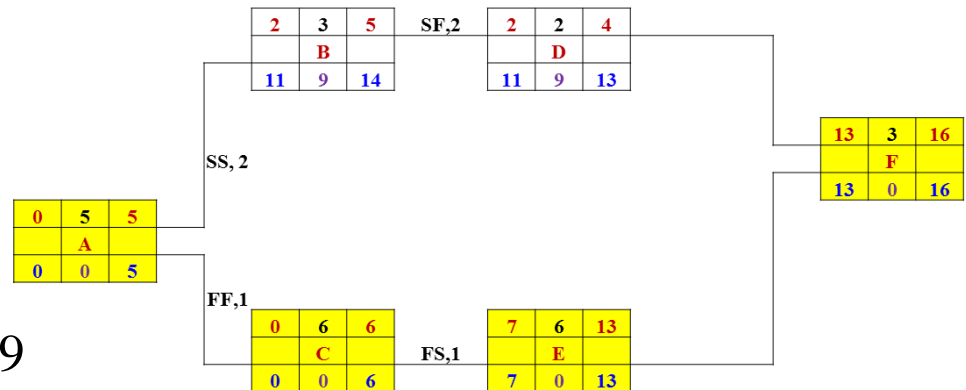 2 3 5
B
11 9 14
SF,2
2 2 4
D
11 9 13
13 3 16
F
13 0 16
SS, 2
0 5 5
A
0 0 5
FF,1
0 6 6
C
0 0 6
FS,1
7 6 13
E
7 0 13
9